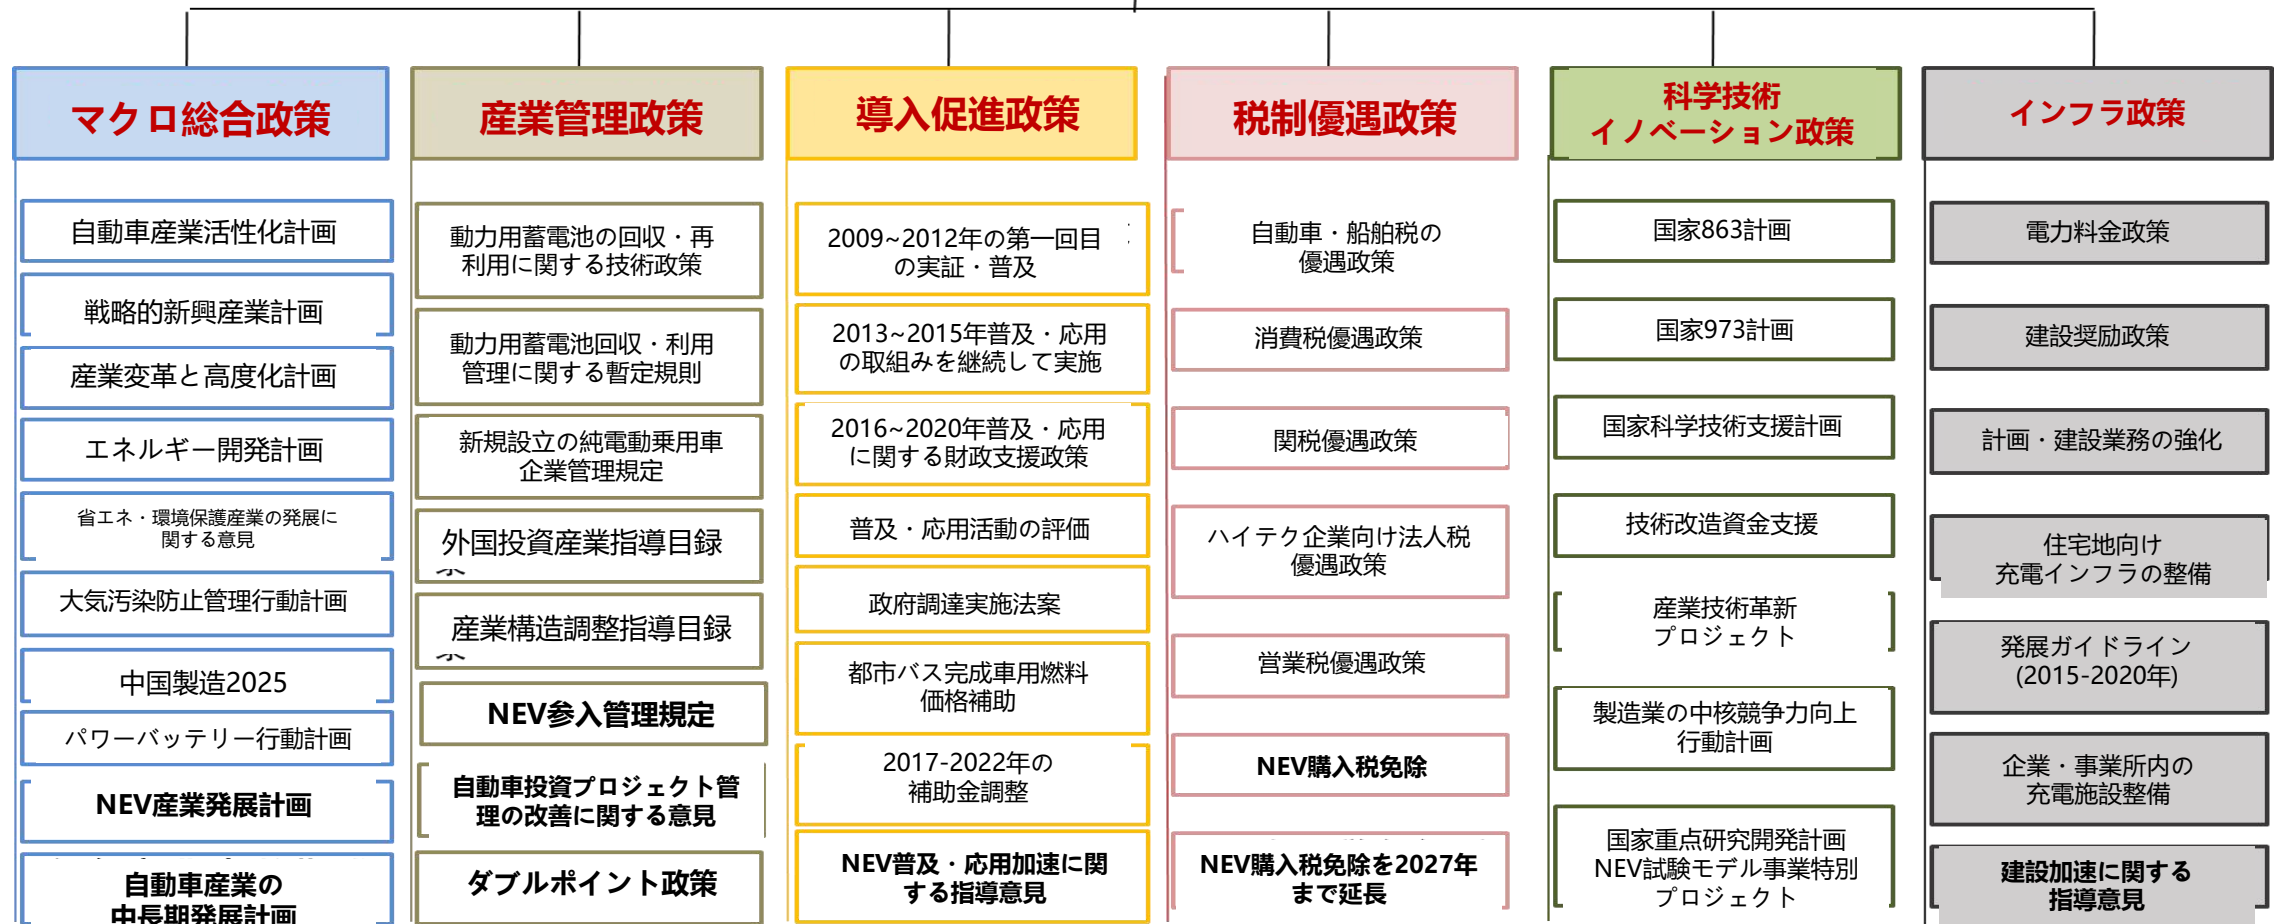 マクロ総合政策
自動車産業活性化計画
戦略的新興産業計画
産業変革と高度化計画
エネルギー開発計画
省エネ・環境保護産業の発展に
関する意見
大気汚染防止管理行動計画
中国製造2025
パワーバッテリー行動計画
NEV産業発展計画
自動車産業の
中長期発展計画
産業管理政策
動力用蓄電池の回収・再
利用に関する技術政策
動力用蓄電池回収・利用
管理に関する暫定規則
新規設立の純電動乗用車
企業管理規定
外国投資産業指導目録
産業構造調整指導目録
NEV参入管理規定
自動車投資プロジェクト管
理の改善に関する意見
ダブルポイント政策
導入促進政策
2009~2012年の第一回目
の実証・普及
2013~2015年普及・応用
の取組みを継続して実施
2016~2020年普及・応用
に関する財政支援政策
普及・応用活動の評価
政府調達実施法案
都市バス完成車用燃料
価格補助
2017-2022年の
補助金調整
NEV普及・応用加速に関
する指導意見
税制優遇政策
自動車・船舶税の
優遇政策
消費税優遇政策
関税優遇政策
ハイテク企業向け法人税
優遇政策
営業税優遇政策
NEV購入税免除
NEV購入税免除を2027年
まで延長
科学技術
イノベーション政策
国家863計画
国家973計画
国家科学技術支援計画
技術改造資金支援
産業技術革新
プロジェクト
製造業の中核競争力向上
行動計画
国家重点研究開発計画
NEV試験モデル事業特別
プロジェクト
インフラ政策
電力料金政策
建設奨励政策
計画・建設業務の強化
住宅地向け
充電インフラの整備
発展ガイドライン
(2015-2020年)
企業・事業所内の
充電施設整備
建設加速に関する
指導意見